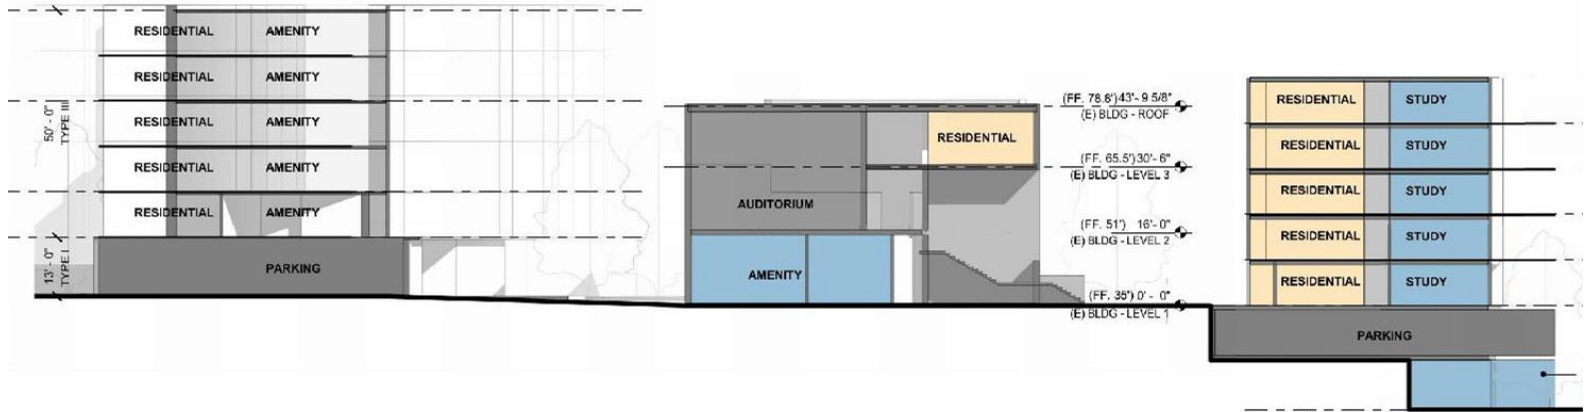 RESIDENTIAL AMENITY
RESIDENTIAL AMENITY
RESIDENTIAL AMENITY
RESIDENTIAL AMENITY
RESIDENTIAL AMENITY
PARKING
50' - 0"
TYPE III
13' - 0"
TYPE I
AUDITORIUM
RESIDENTIAL
AMENITY
(FF. 78.8') 43'- 9 5/8"
(E) BLDG - ROOF
(FF. 65.5') 30'- 6"
(E) BLDG - LEVEL 3
(FF. 51') 16'- 0"
(E) BLDG - LEVEL 2
(FF. 35') 0' - 0"
(E) BLDG - LEVEL 1
RESIDENTIAL STUDY
RESIDENTIAL STUDY
RESIDENTIAL STUDY
RESIDENTIAL STUDY
RESIDENTIAL STUDY
PARKING